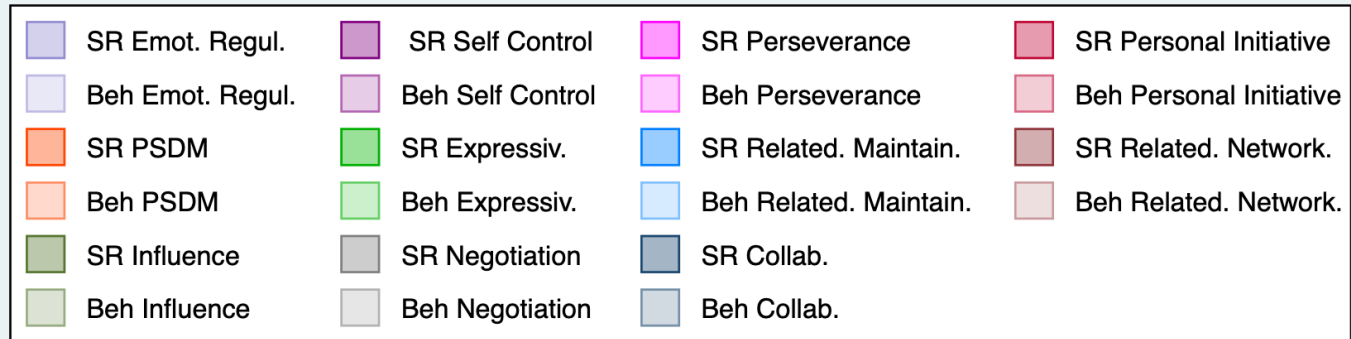 SR Emot. Regul. SR Self Control SR Perseverance SR Personal Initiative
Beh Emot. Regul. Beh Self Control Beh Perseverance Beh Personal Initiative
SR PSDM SR Expressiv. SR Related. Maintain. SR Related. Network.
Beh PSDM Beh Expressiv. Beh Related. Maintain. Beh Related. Network.
SR Influence SR Negotiation SR Collab.
Beh Influence Beh Negotiation Beh Collab.